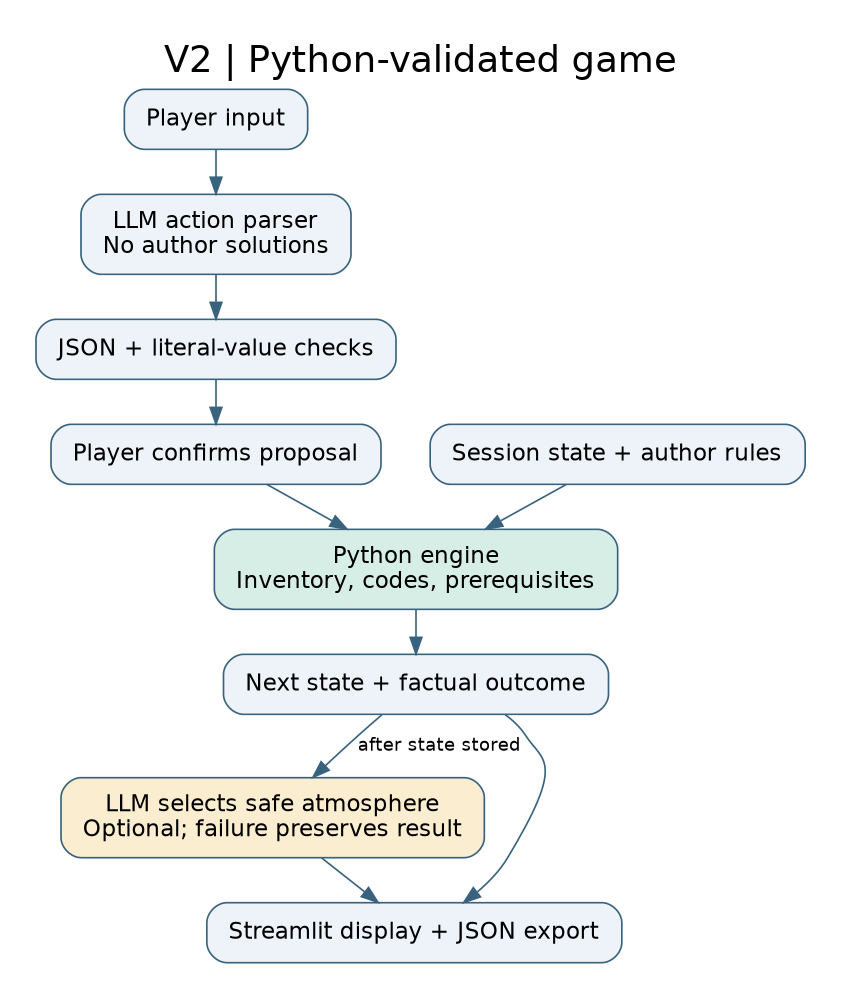 V2 | Python-validated game
Player input
LLM action parser
No author solutions
JSON + literal-value checks
Player confirms proposal
Session state + author rules
Python engine
Inventory, codes, prerequisites
Next state + factual outcome
after state stored
LLM selects safe atmosphere
Optional; failure preserves result
Streamlit display + JSON export